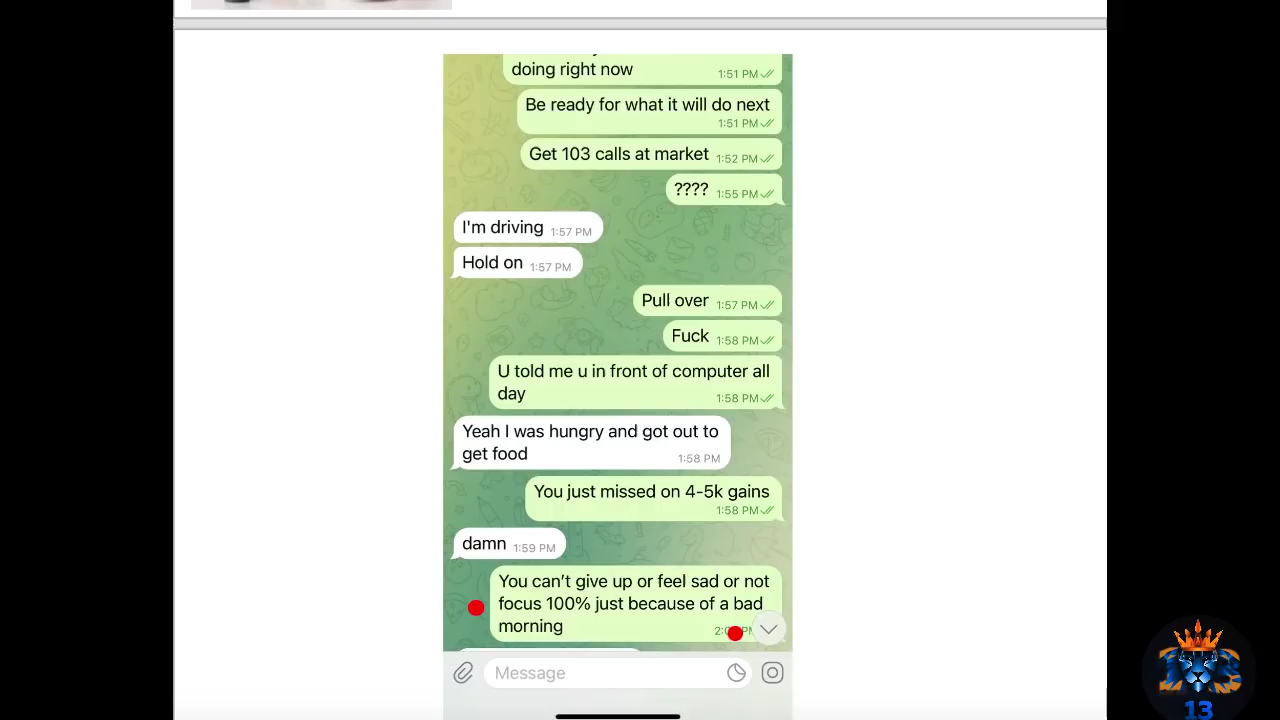 doing right now
1:51 PM
Be ready for what it will do next
1:51 PM
Get 103 calls at market 1:52 PM
???? 1:55 PM
I'm driving 1:57 PM
Hold on 1:57 PM
Pull over 1:57 PM
Fuck 1:58 PM
U told me u in front of computer all
day 1:58 PM
Yeah I was hungry and got out to
get food 1:58 PM
You just missed on 4-5k gains
1:58 PM
damn 1:59 PM
You can’t give up or feel sad or not
focus 100% just because of a bad
morning
Message
13